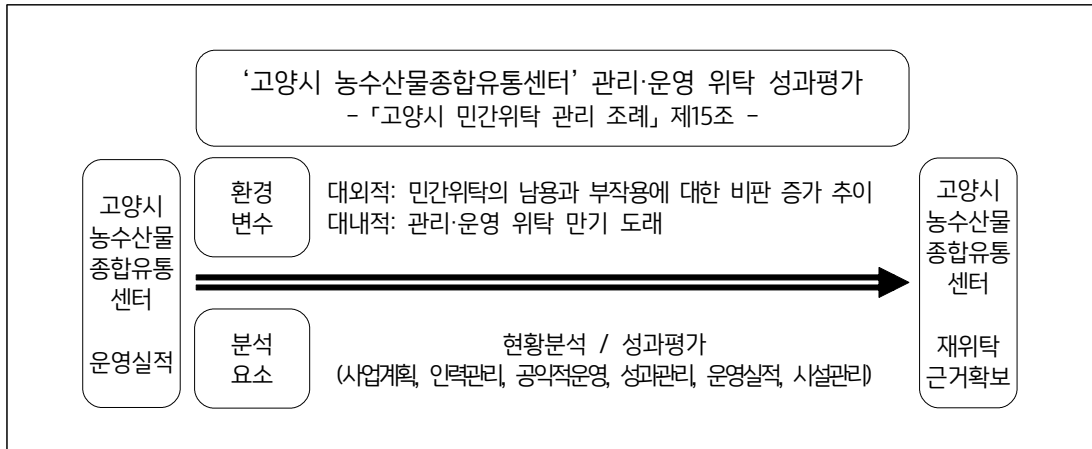 ‘고양시 농수산물종합유통센터’ 관리·운영 위탁 성과평가
- 「고양시 민간위탁 관리 조례」 제15조 -
고양시
농수산물
종합유통
센터
운영실적
환경
변수
대외적: 민간위탁의 남용과 부작용에 대한 비판 증가 추이
대내적: 관리·운영 위탁 만기 도래
분석
요소
현황분석 / 성과평가
(사업계획, 인력관리, 공익적운영, 성과관리, 운영실적, 시설관리)
고양시
농수산물
종합유통
센터
재위탁
근거확보